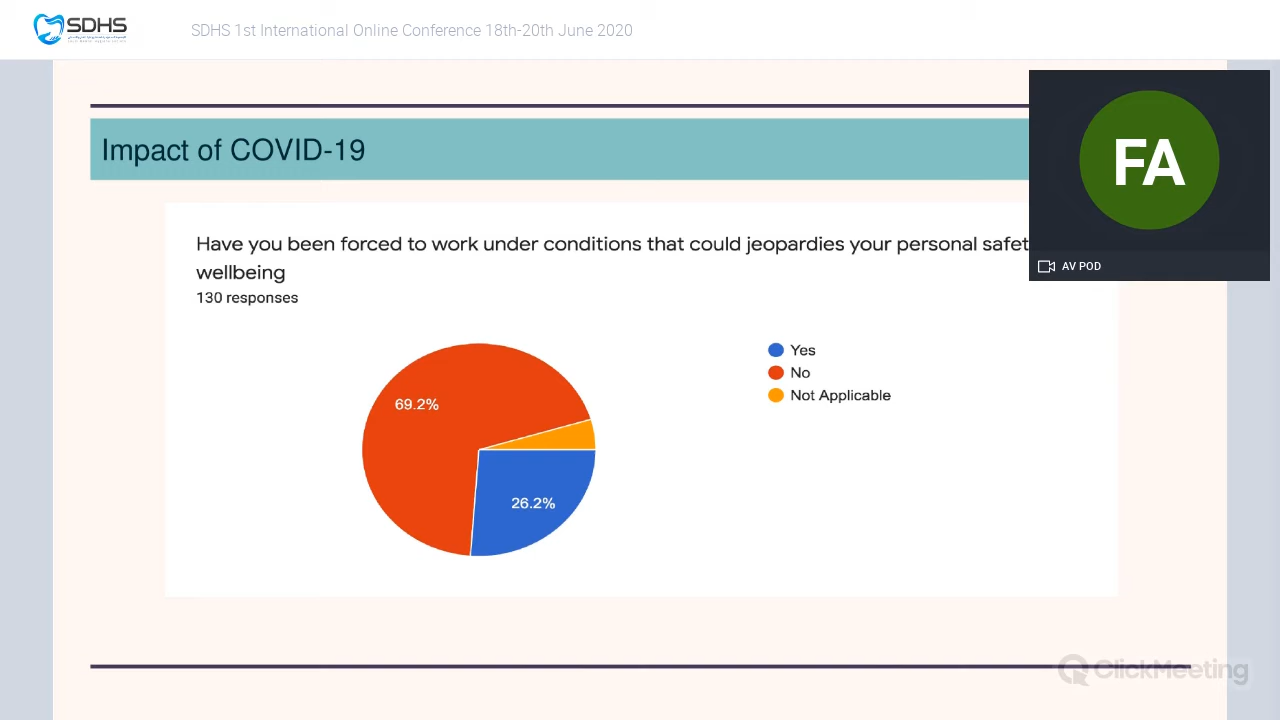 SDHS
SDHS 1st International Online Conference 18th-20th June 2020
Impact of COVID-19
FA
AV POD
Have you been forced to work under conditions that could jeopardies your personal safet
wellbeing
130 responses
Yes
No
Not Applicable
69.2%
26.2%
ClickMeeting